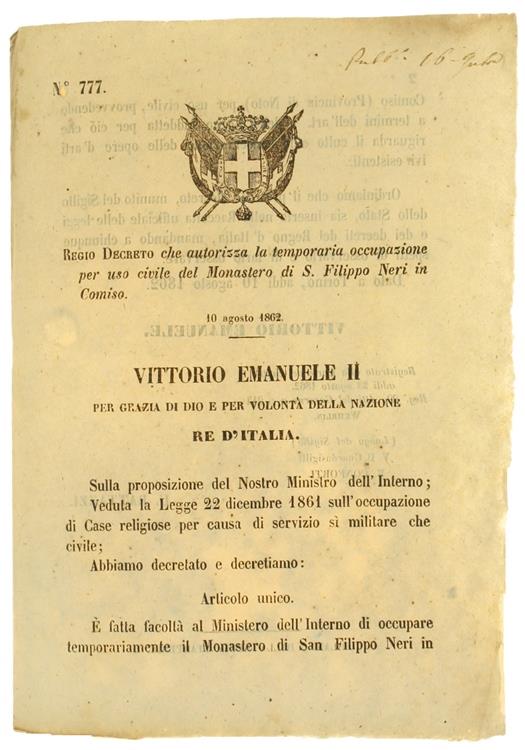 Pubbl. 16
N° 777.
REGIO DECRETO che autorizza la temporaria occupazione
per uso civile del Monastero di S. Filippo Neri in
Comiso.
10 agosto 1862.
VITTORIO EMANUELE II
PER GRAZIA DI DIO E PER VOLONTÀ DELLA NAZIONE
RE D'ITALIA.
Sulla proposizione del Nostro Ministro dell'Interno;
Veduta la Legge 22 dicembre 1861 sull'occupazione
di Case religiose per causa di servizio sì militare che
civile;
Abbiamo decretato e decretiamo:
Articolo unico.
È fatta facoltà al Ministero dell'Interno di occupare
temporariamente il Monastero di San Filippo Neri in